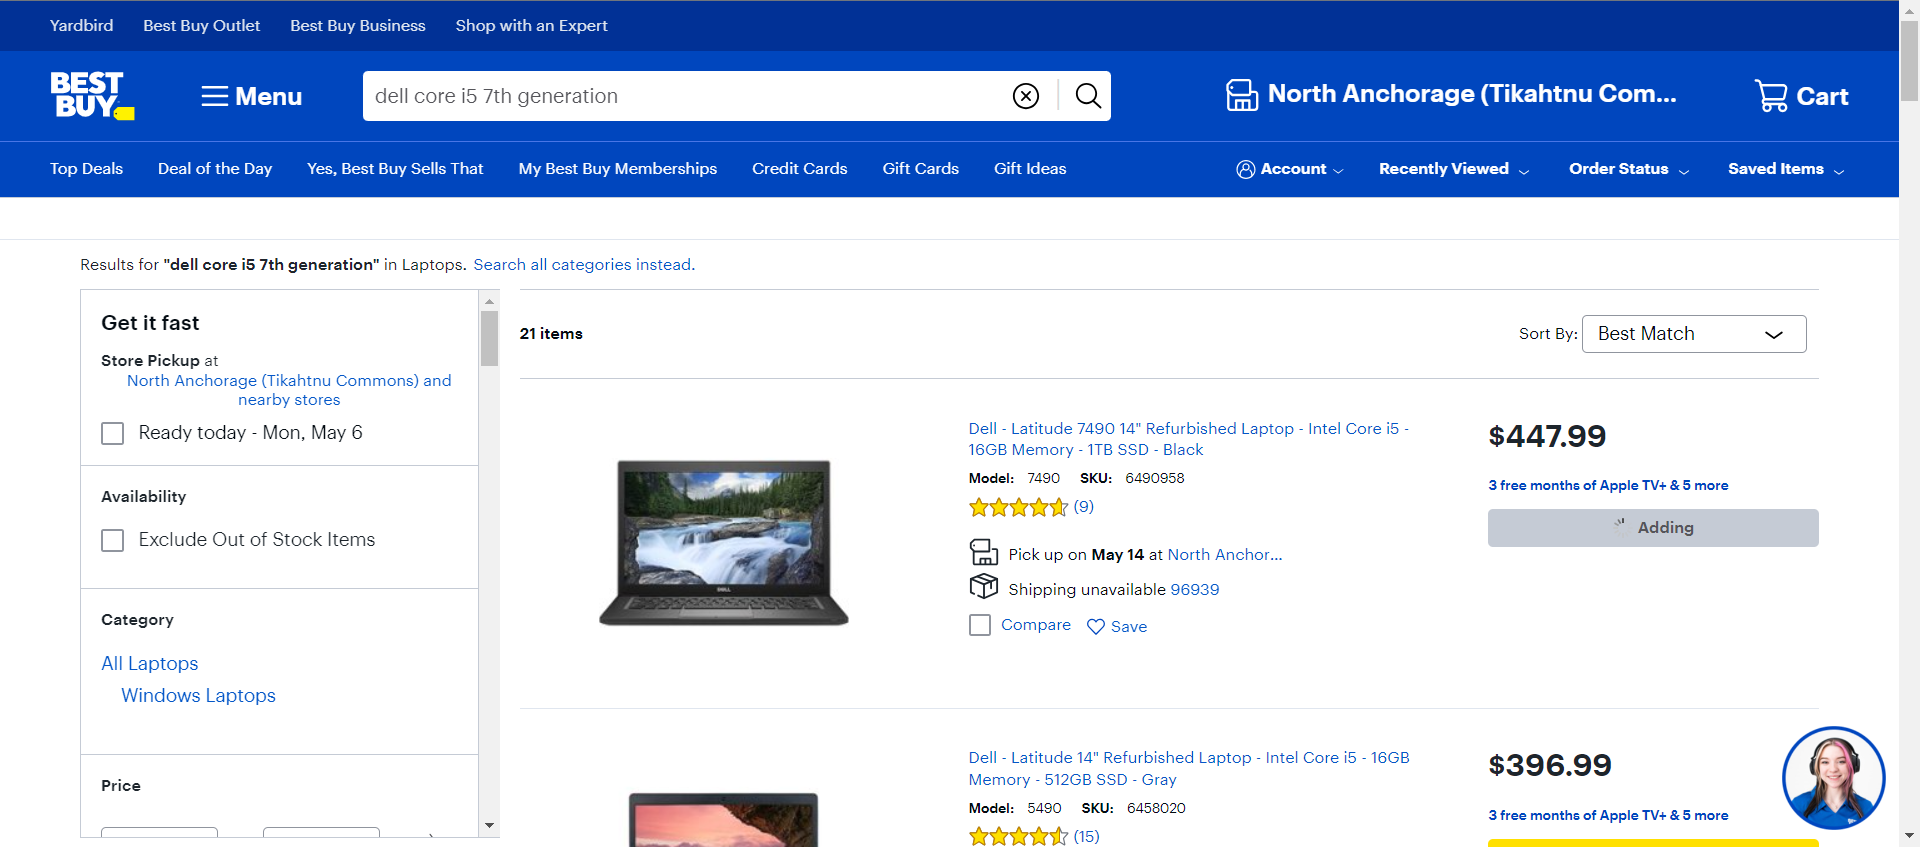 Yardbird Best Buy Outlet Best Buy Business Shop with an Expert
BEST BUY
Menu
dell core i5 7th generation
North Anchorage (Tikahtnu Com...
Cart
Top Deals Deal of the Day Yes, Best Buy Sells That My Best Buy Memberships Credit Cards Gift Cards Gift Ideas Account Recently Viewed Order Status Saved Items
Results for "dell core i5 7th generation" in Laptops. Search all categories instead.
Get it fast
Store Pickup at
North Anchorage (Tikahtnu Commons) and
nearby stores
Ready today - Mon, May 6
Availability
Exclude Out of Stock Items
Category
All Laptops
Windows Laptops
Price
21 items
Sort By: Best Match
Dell - Latitude 7490 14" Refurbished Laptop - Intel Core i5 -
16GB Memory - 1TB SSD - Black
Model: 7490 SKU: 6490958
(9)
Pick up on May 14 at North Anchor...
Shipping unavailable 96939
Compare Save
$447.99
3 free months of Apple TV+ & 5 more
Adding
Dell - Latitude 14" Refurbished Laptop - Intel Core i5 - 16GB
Memory - 512GB SSD - Gray
Model: 5490 SKU: 6458020
(15)
$396.99
3 free months of Apple TV+ & 5 more